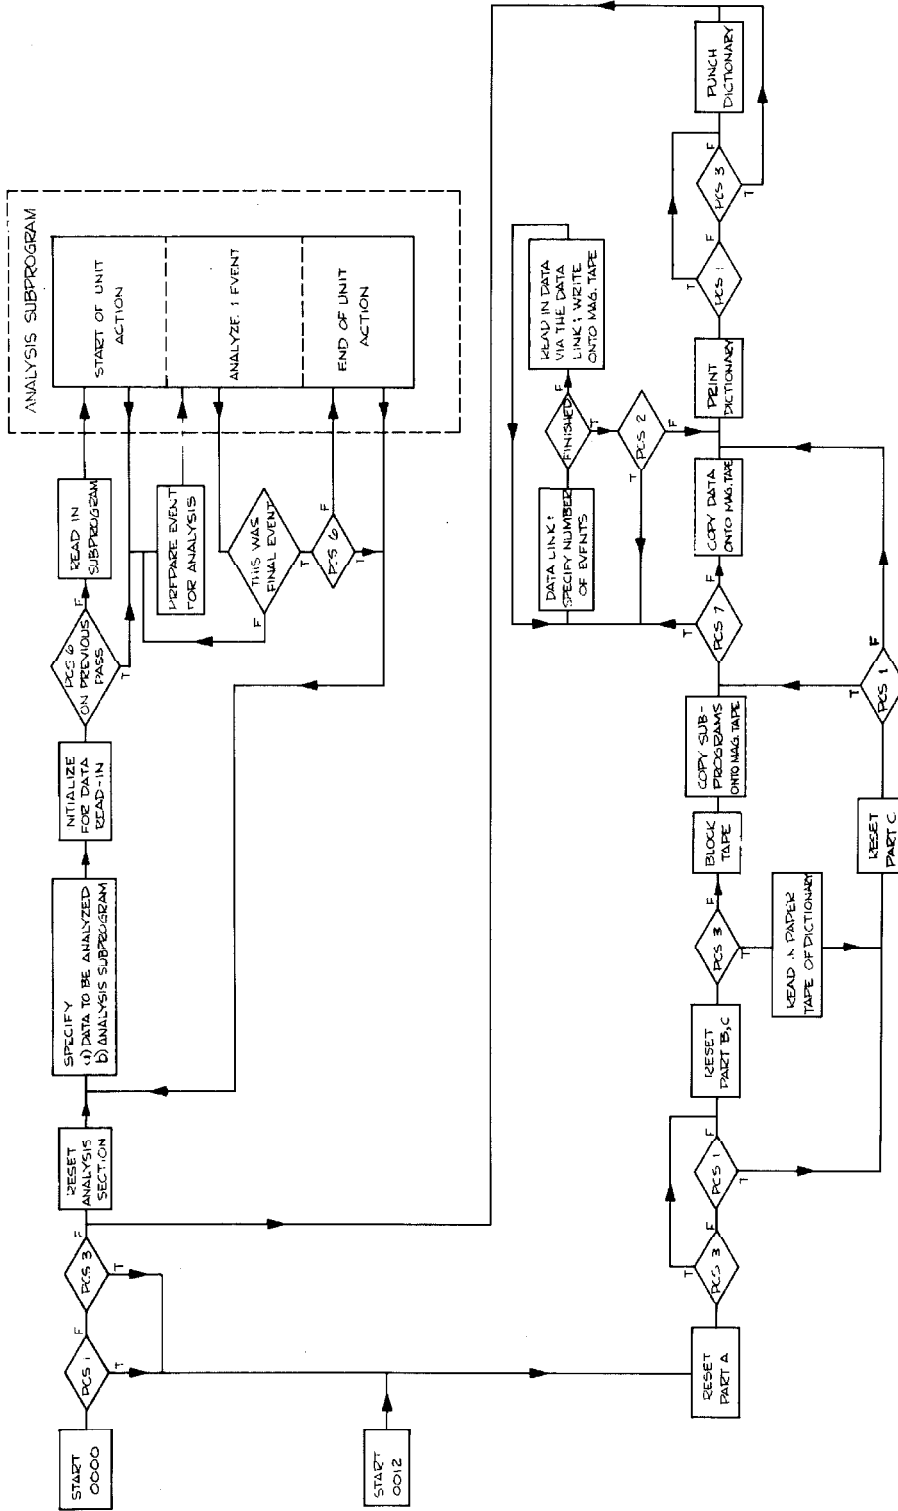 START
0000
PCS 1
T
F
PCS 3
T
F
RESET
ANALYSIS
SECTION
SPECIFY
a) DATA TO BE ANALYZED
b) ANALYSIS SUBPROGRAM
NITIALIZE
FOR DATA
READ-IN
PCS 6
ON PREVIOUS
PASS
T
F
READ IN
SUBPROGRAM
ANALYSIS SUBPROGRAM
START OF UNIT
ACTION
ANALYZE 1 EVENT
END OF UNIT
ACTION
PREPARE EVENT
FOR ANALYSIS
THIS WAS
FINAL EVENT
F
T
PCS 6
F
T
START
0012
RESET
PART A
PCS 3
T
F
PCS 1
F
T
RESET
PART B, C
PCS 3
F
T
BLOCK
TAPE
COPY SUB-
PROGRAMS
ONTO MAG. TAPE
READ IN PAPER
TAPE OF DICTIONARY
RESET
PART C
PCS 1
T
F
PCS 7
T
F
COPY DATA
ONTO MAG. TAPE
DATA LINK:
SPECIFY NUMBER
OF EVENTS
FINISHED
F
T
READ IN DATA
VIA THE DATA
LINK; WRITE
ONTO MAG. TAPE
PCS 2
T
F
PRINT
DICTIONARY
PCS 1
T
F
PCS 3
F
T
PUNCH
DICTIONARY